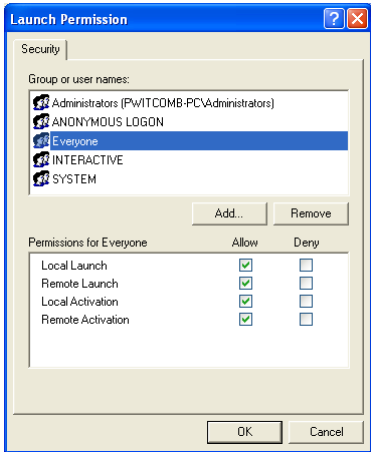 Launch Permission
Security
Group or user names:
Administrators (PWITCOMB-PC\Administrators)
ANONYMOUS LOGON
Everyone
INTERACTIVE
SYSTEM
Add... Remove
Permissions for Everyone Allow Deny
Local Launch
Remote Launch
Local Activation
Remote Activation
OK Cancel